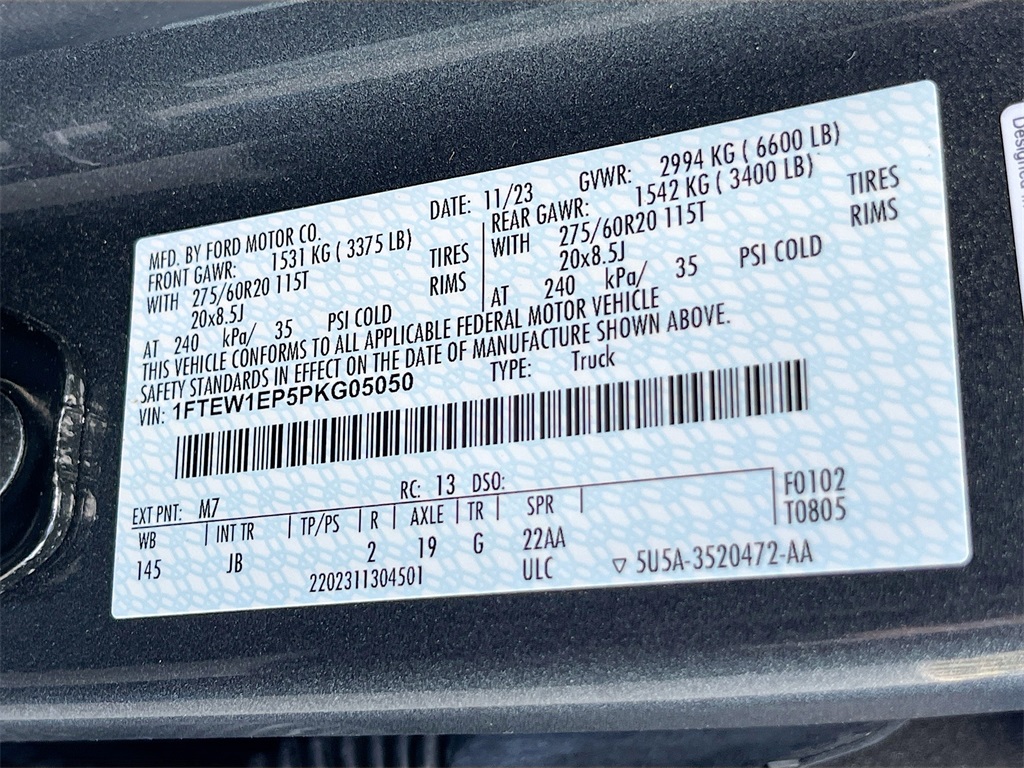 MFD. BY FORD MOTOR CO.
DATE: 11/23
GVWR: 2994 KG ( 6600 LB)
FRONT GAWR: 1531 KG ( 3375 LB)
WITH 275/60R20 115T TIRES
20x8.5J RIMS
AT 240 kPa/ 35 PSI COLD
REAR GAWR: 1542 KG ( 3400 LB)
WITH 275/60R20 115T TIRES
20x8.5J RIMS
AT 240 kPa/ 35 PSI COLD
THIS VEHICLE CONFORMS TO ALL APPLICABLE FEDERAL MOTOR VEHICLE
SAFETY STANDARDS IN EFFECT ON THE DATE OF MANUFACTURE SHOWN ABOVE.
VIN: 1FTEW1EP5PKG05050
TYPE: Truck
EXT PNT: M7 RC: 13 DSO:
WB INT TR TP/PS R AXLE TR SPR
145 JB 2 19 G 22AA
2202311304501 ULC
F0102
T0805
▽ 5U5A-3520472-AA